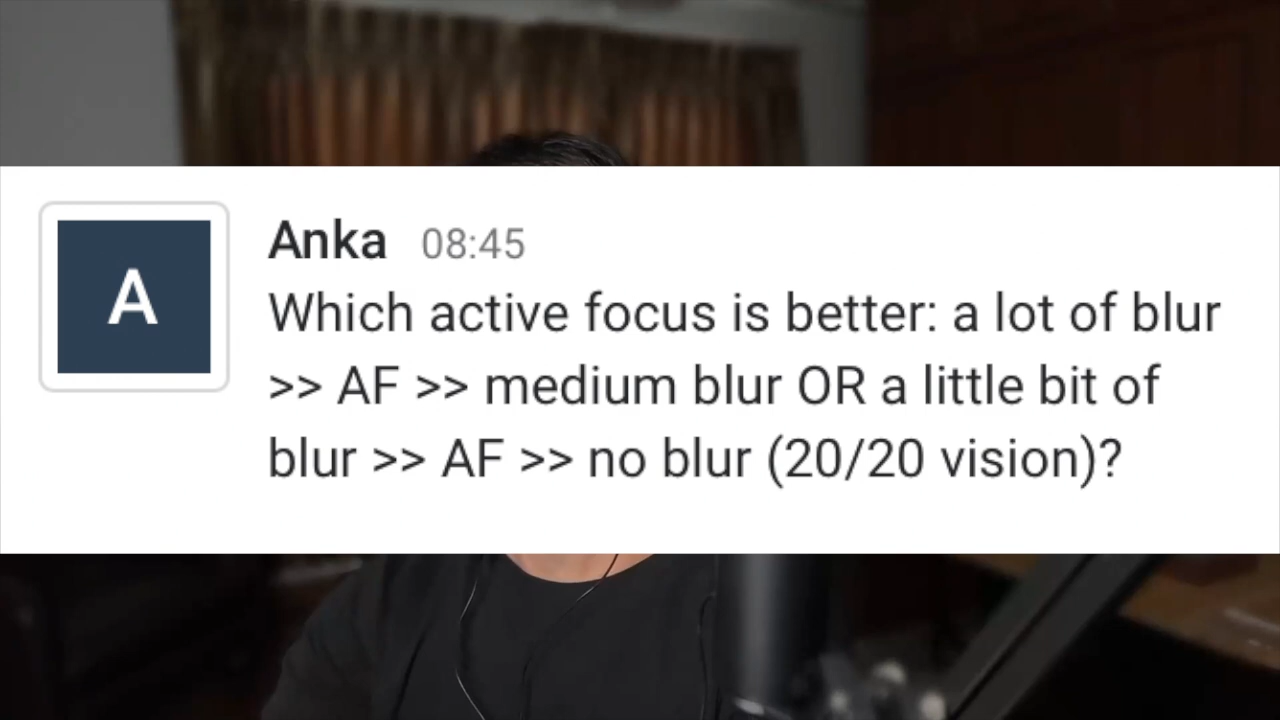 A
Anka 08:45
Which active focus is better: a lot of blur
>> AF >> medium blur OR a little bit of
blur >> AF >> no blur (20/20 vision)?